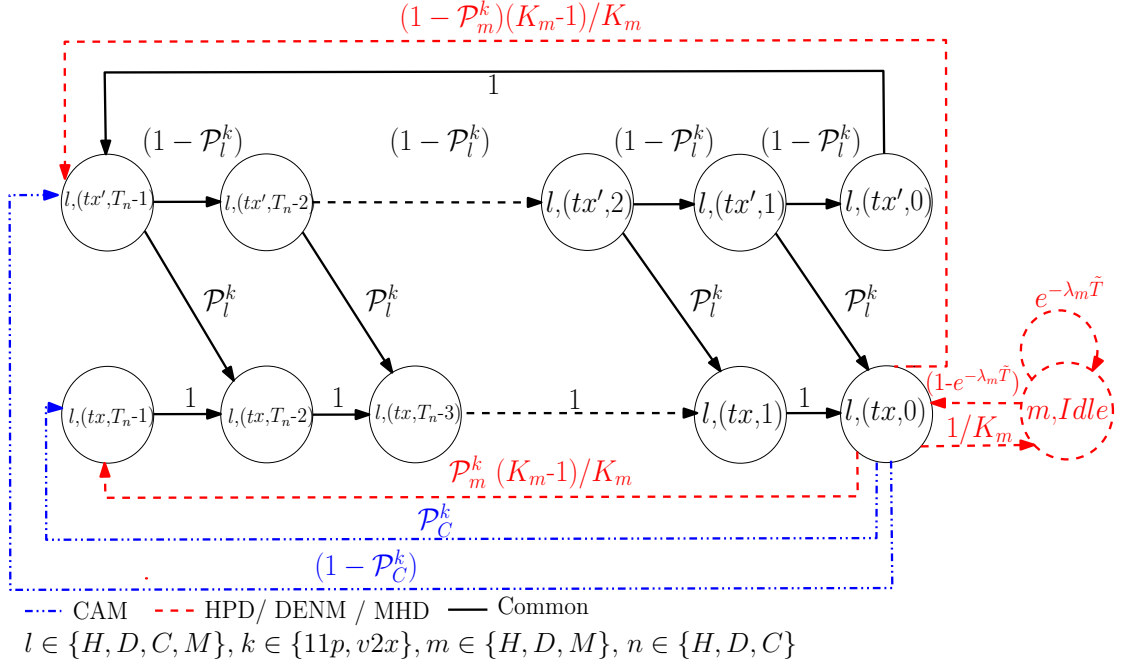 (1 − 𝒫_m^k)(K_m-1)/K_m
1
(1 − 𝒫_l^k) (1 − 𝒫_l^k) (1 − 𝒫_l^k) (1 − 𝒫_l^k)
l,(tx′,T_n-1) l,(tx′,T_n-2) l,(tx′,2) l,(tx′,1) l,(tx′,0)
𝒫_l^k 𝒫_l^k 𝒫_l^k 𝒫_l^k
e^{−λ_m T̃}
(1-e^{−λ_m T̃})
1 1 1 1
l,(tx,T_n-1) l,(tx,T_n-2) l,(tx,T_n-3) l,(tx,1) l,(tx,0) m,Idle
1/K_m
𝒫_m^k (K_m-1)/K_m
𝒫_C^k
(1 − 𝒫_C^k)
CAM HPD/ DENM / MHD Common
l ∈ {H, D, C, M}, k ∈ {11p, v2x}, m ∈ {H, D, M}, n ∈ {H, D, C}